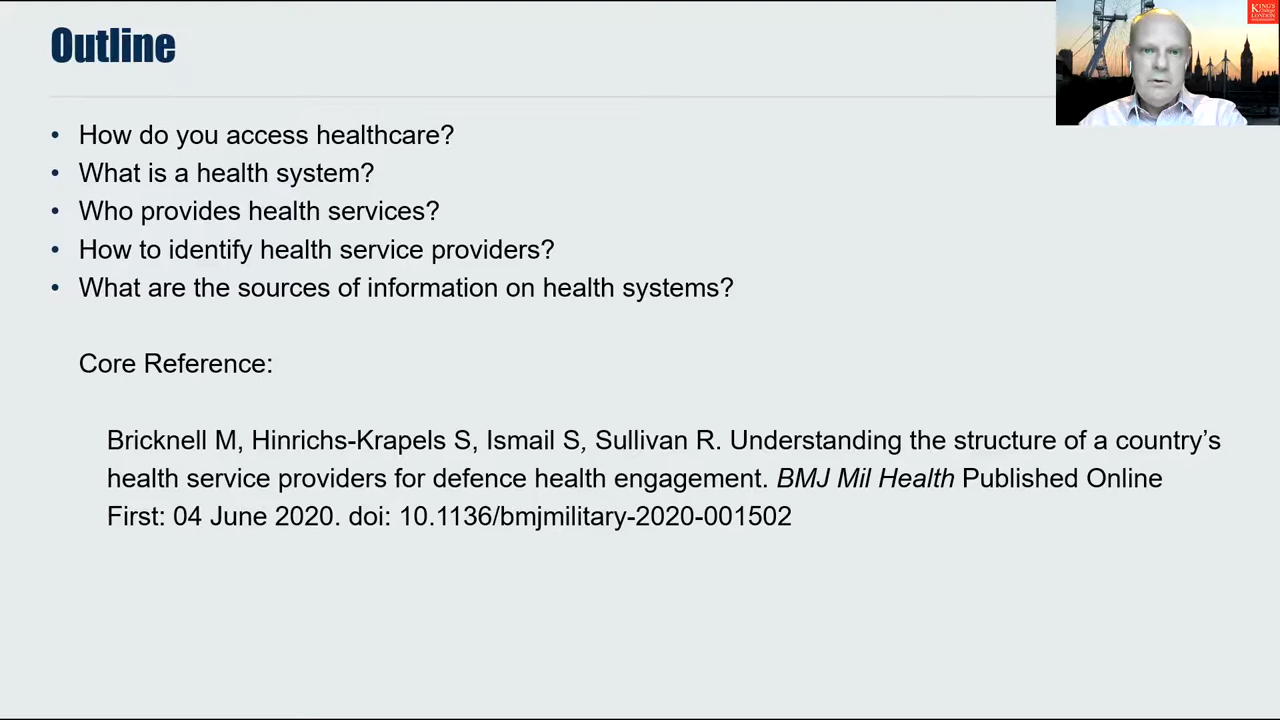 Outline
KING'S
College
LONDON
• How do you access healthcare?
• What is a health system?
• Who provides health services?
• How to identify health service providers?
• What are the sources of information on health systems?
Core Reference:
Bricknell M, Hinrichs-Krapels S, Ismail S, Sullivan R. Understanding the structure of a country’s
health service providers for defence health engagement. BMJ Mil Health Published Online
First: 04 June 2020. doi: 10.1136/bmjmilitary-2020-001502